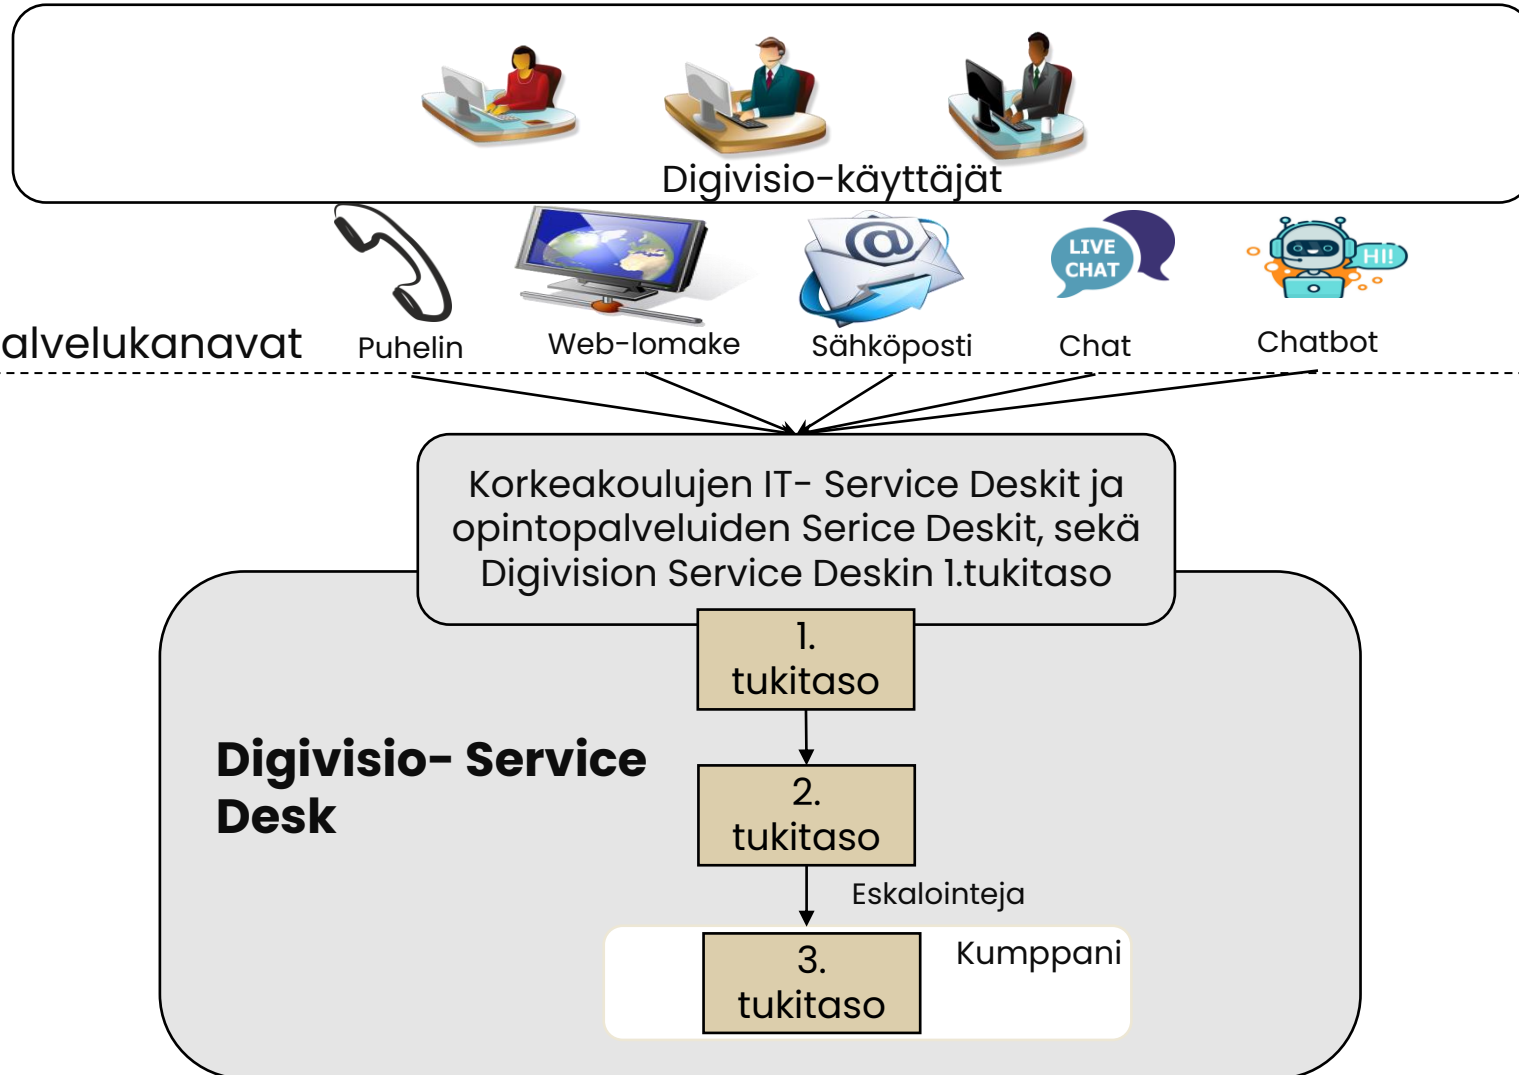 Digivisio-käyttäjät
@
LIVE
CHAT
HI!
alvelukanavat
Puhelin
Web-lomake
Sähköposti
Chat
Chatbot
Korkeakoulujen IT- Service Deskit ja
opintopalveluiden Serice Deskit, sekä
Digivision Service Deskin 1.tukitaso
1.
tukitaso
Digivisio- Service
Desk
2.
tukitaso
Eskalointeja
Kumppani
3.
tukitaso